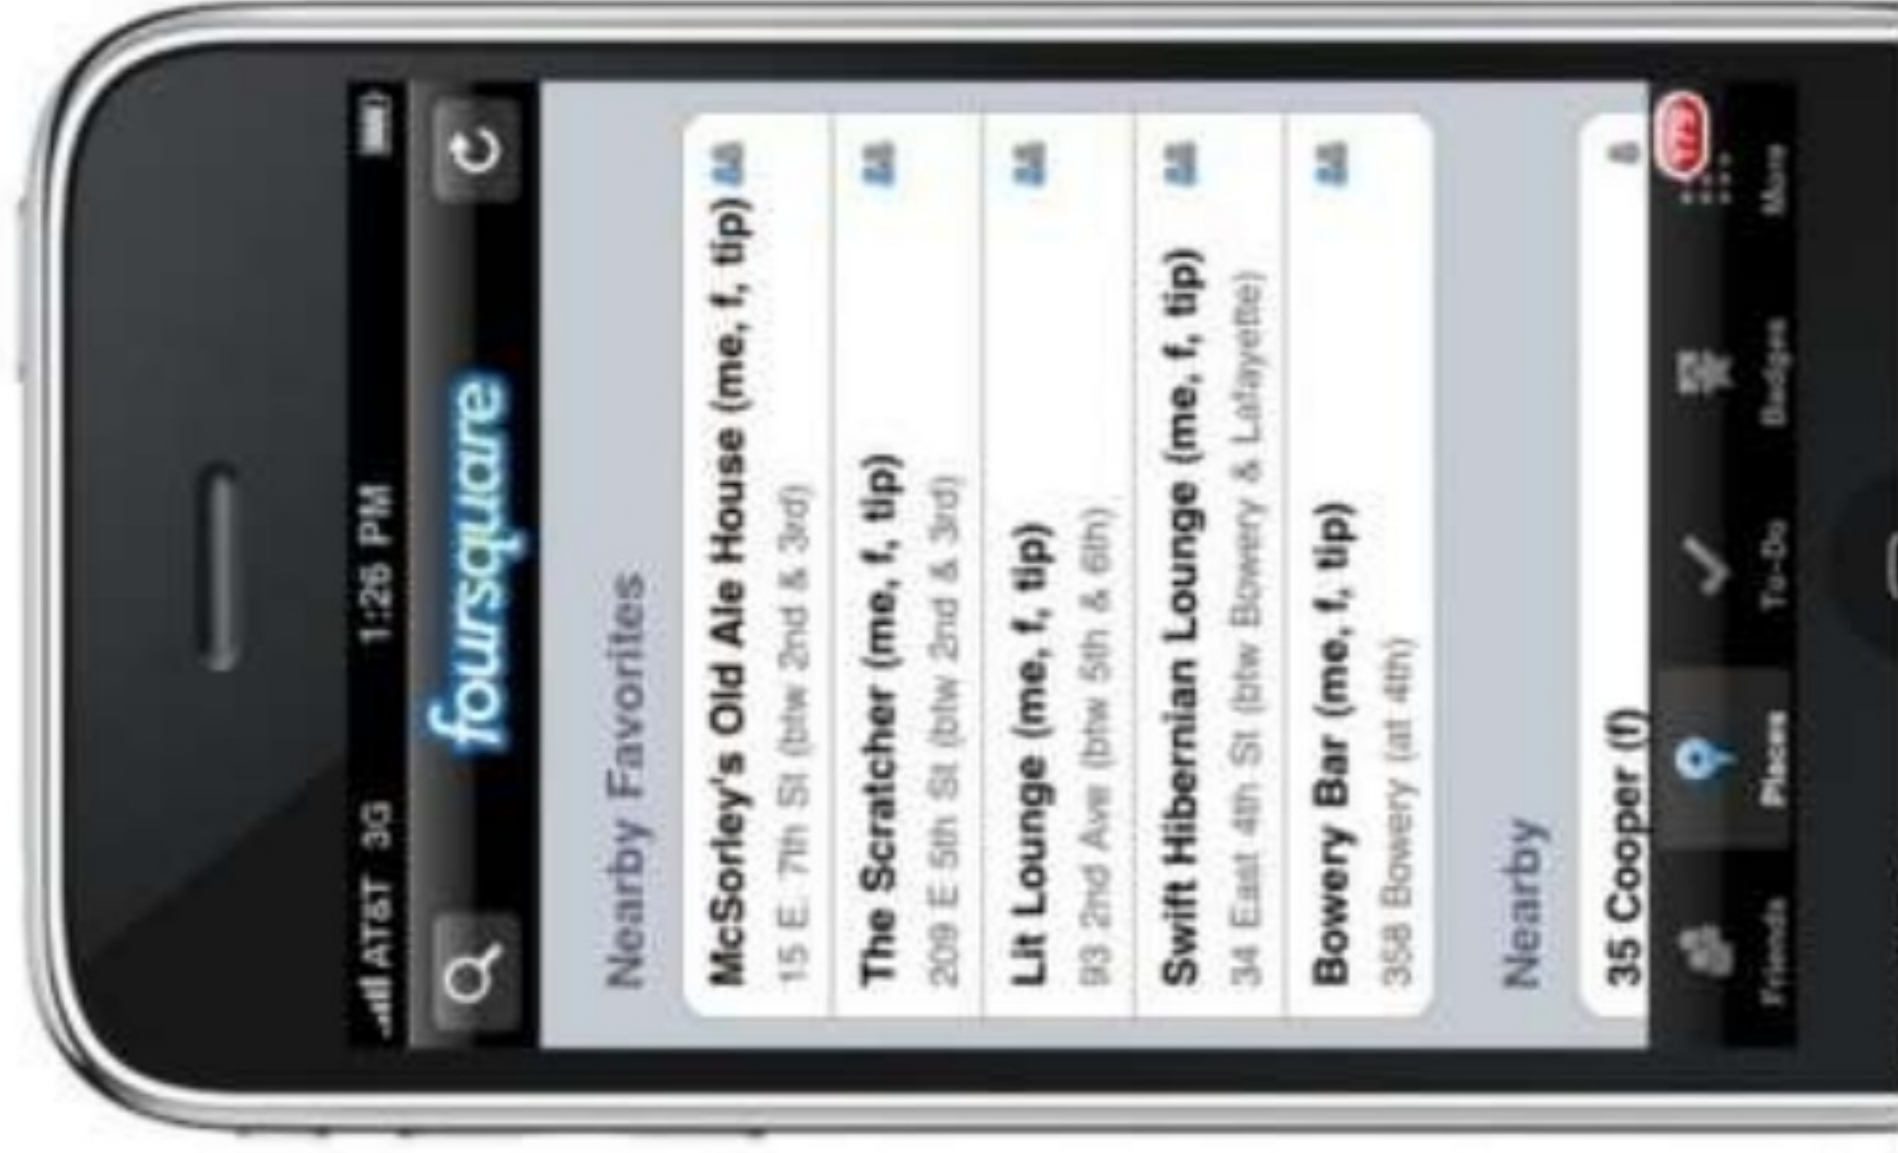 AT&T 3G 1:26 PM
foursquare
Nearby Favorites
McSorley's Old Ale House (me, f, tip)
15 E. 7th St (btw 2nd & 3rd)
The Scratcher (me, f, tip)
209 E 5th St (btw 2nd & 3rd)
Lit Lounge (me, f, tip)
93 2nd Ave (btw 5th & 6th)
Swift Hibernian Lounge (me, f, tip)
34 East 4th St (btw Bowery & Lafayette)
Bowery Bar (me, f, tip)
358 Bowery (at 4th)
Nearby
35 Cooper (f)
Friends Places To-Do Badges More